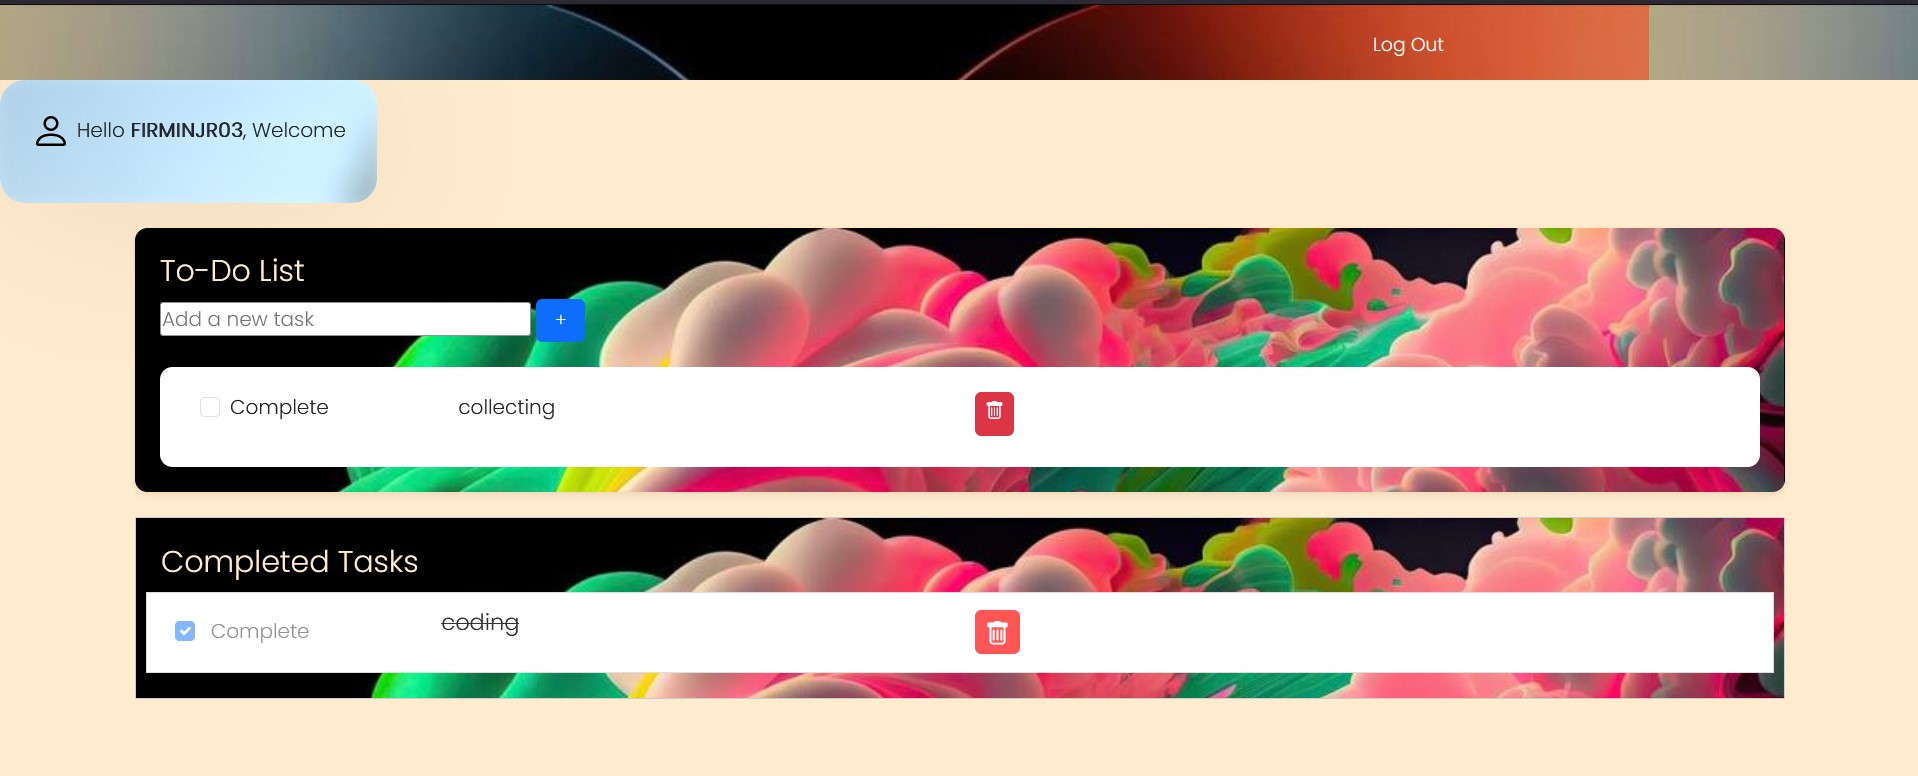 Log Out
Hello FIRMINJR03, Welcome
To-Do List
Add a new task +
Complete collecting
Completed Tasks
Complete coding